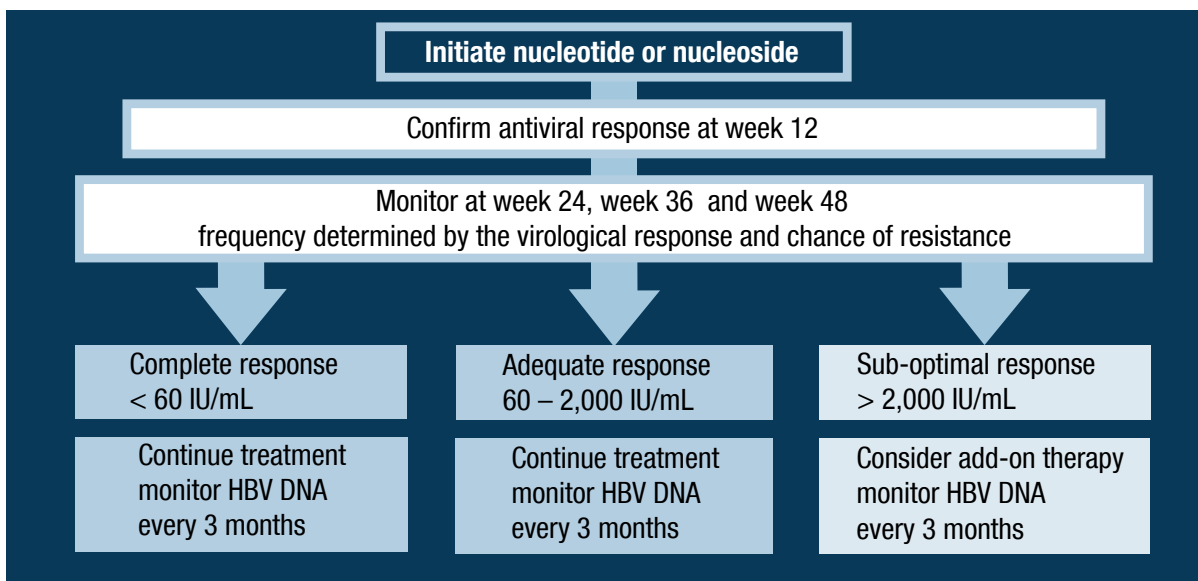 Initiate nucleotide or nucleoside
Confirm antiviral response at week 12
Monitor at week 24, week 36 and week 48
frequency determined by the virological response and chance of resistance
Complete response
< 60 IU/mL
Continue treatment
monitor HBV DNA
every 3 months
Adequate response
60 – 2,000 IU/mL
Continue treatment
monitor HBV DNA
every 3 months
Sub-optimal response
> 2,000 IU/mL
Consider add-on therapy
monitor HBV DNA
every 3 months